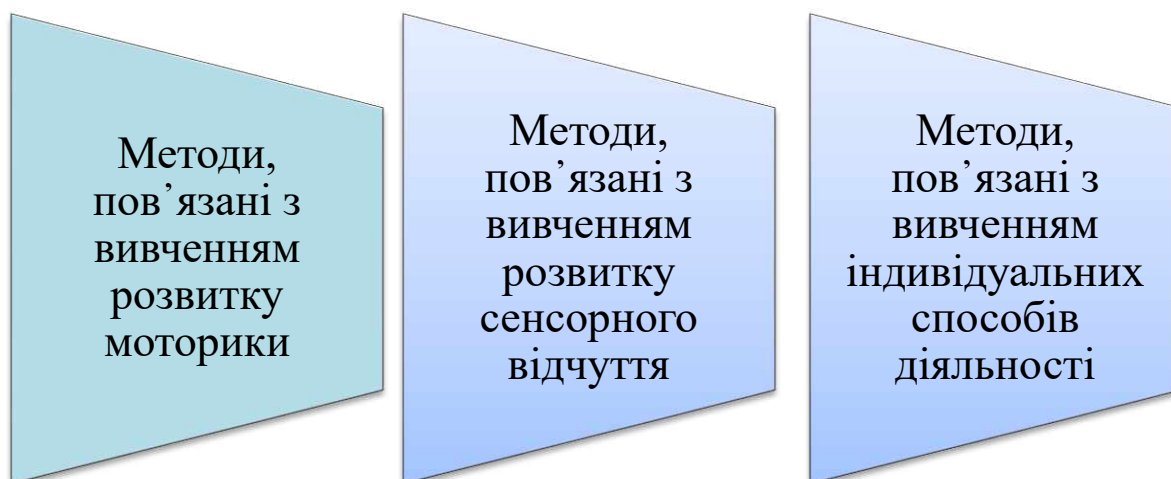 Методи,
пов’язані з
вивченням
розвитку
моторики
Методи,
пов’язані з
вивченням
розвитку
сенсорного
відчуття
Методи,
пов’язані з
вивченням
індивідуальних
способів
діяльності